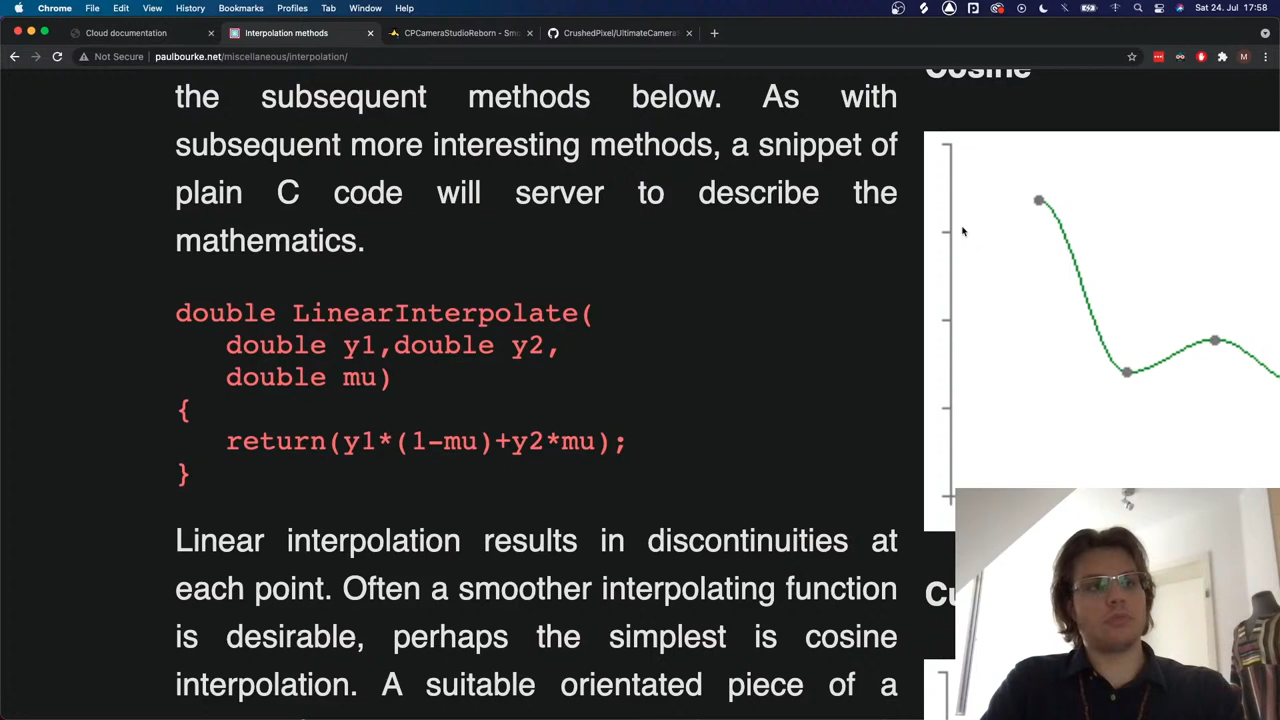 Chrome File Edit View History Bookmarks Profiles Tab Window Help
Sat 24. Jul 17:58
Cloud documentation
Interpolation methods
CPCameraStudioReborn - Smo
CrushedPixel/UltimateCamera
Not Secure
paulbourke.net/miscellaneous/interpolation/
M
the subsequent methods below. As with
subsequent more interesting methods, a snippet of
plain C code will server to describe the
mathematics.
double LinearInterpolate(
double y1,double y2,
double mu)
{
return(y1*(1-mu)+y2*mu);
}
Linear interpolation results in discontinuities at
each point. Often a smoother interpolating function
is desirable, perhaps the simplest is cosine
interpolation. A suitable orientated piece of a
Cosine
Cu